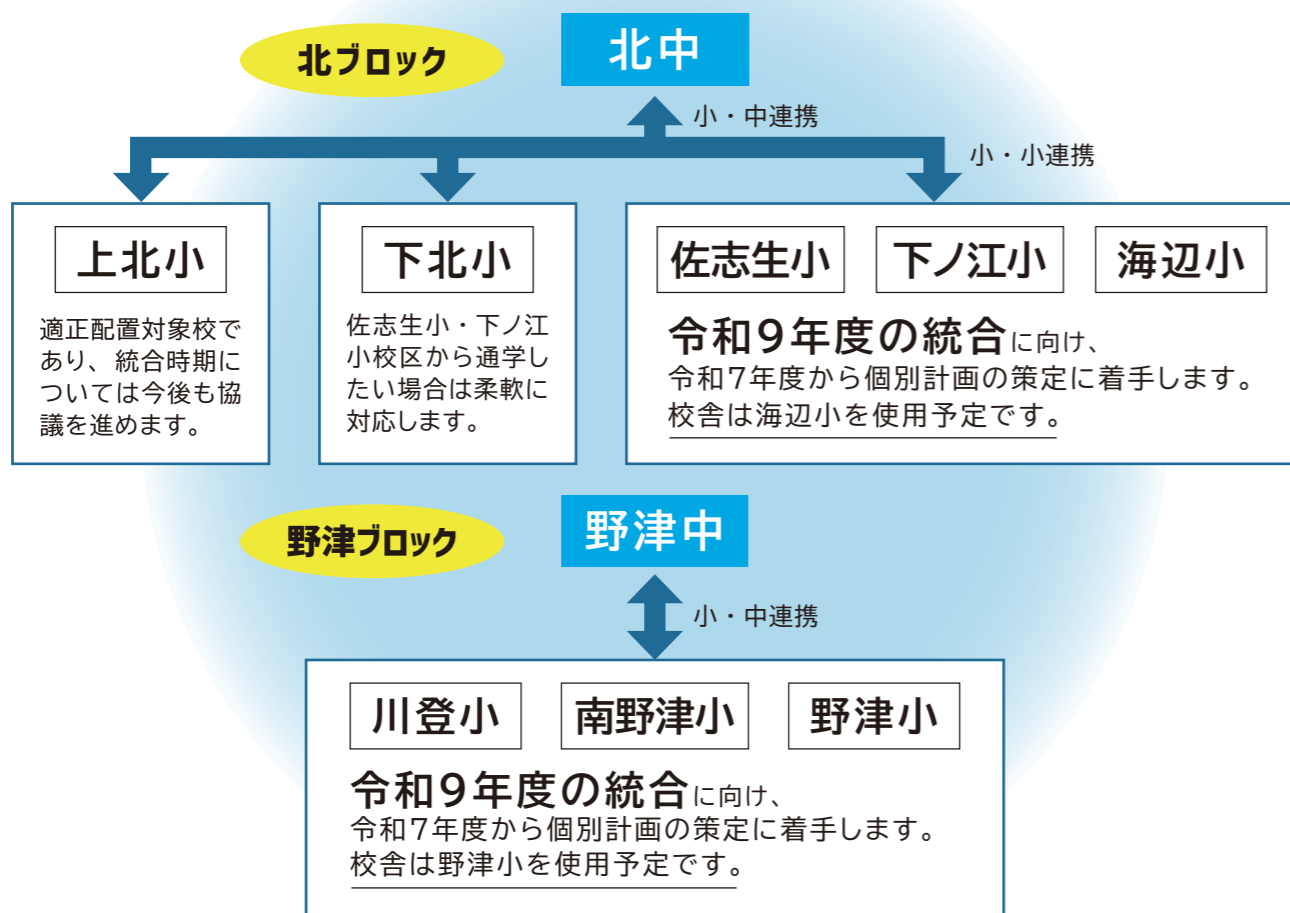 北ブロック
北中
小・中連携
小・小連携
上北小
適正配置対象校で
あり、統合時期に
ついては今後も協
議を進めます。
下北小
佐志生小・下ノ江
小校区から通学し
たい場合は柔軟に
対応します。
佐志生小 下ノ江小 海辺小
令和9年度の統合に向け、
令和7年度から個別計画の策定に着手します。
校舎は海辺小を使用予定です。
野津ブロック
野津中
小・中連携
川登小 南野津小 野津小
令和9年度の統合に向け、
令和7年度から個別計画の策定に着手します。
校舎は野津小を使用予定です。